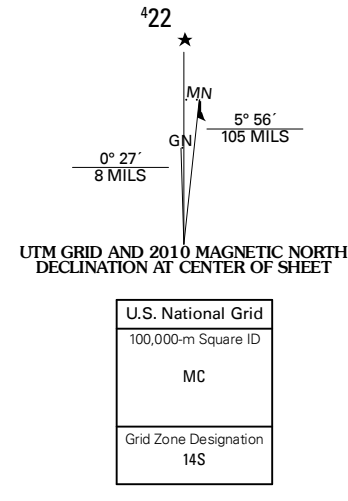 ⁴22
MN
GN
5° 56´
105 MILS
0° 27´
8 MILS
UTM GRID AND 2010 MAGNETIC NORTH
DECLINATION AT CENTER OF SHEET
U.S. National Grid
100,000-m Square ID
MC
Grid Zone Designation
14S